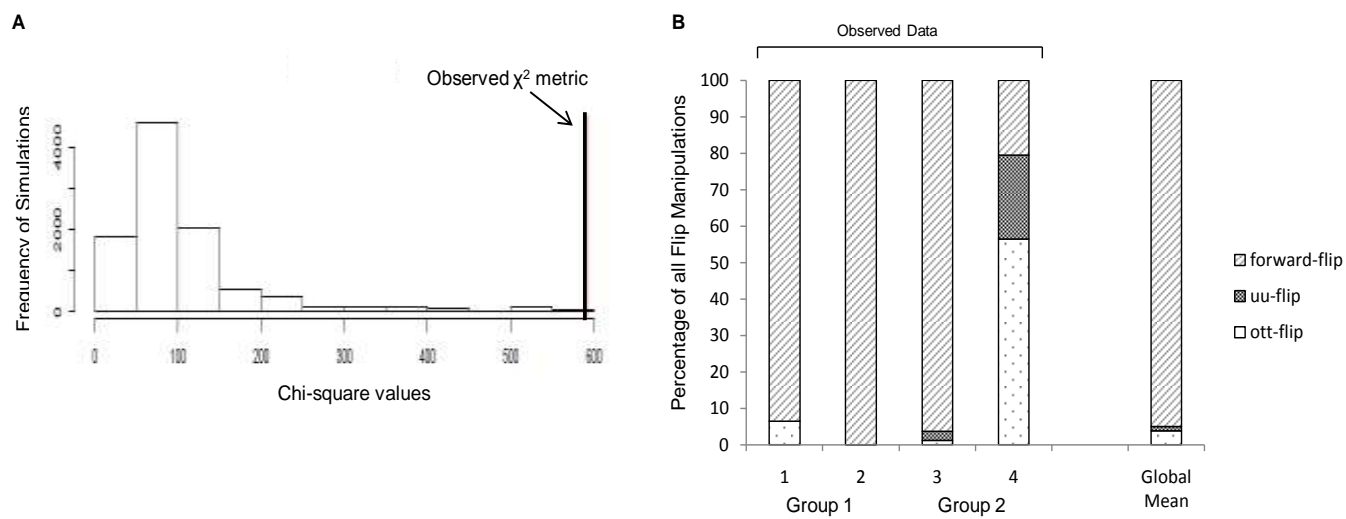 A
Observed χ² metric
Frequency of Simulations
4000
2000
0
0 100 200 300 400 500 600
Chi-square values
B
Observed Data
Percentage of all Flip Manipulations
100
90
80
70
60
50
40
30
20
10
0
1 2 3 4 Global
Mean
Group 1 Group 2
forward-flip
uu-flip
ott-flip